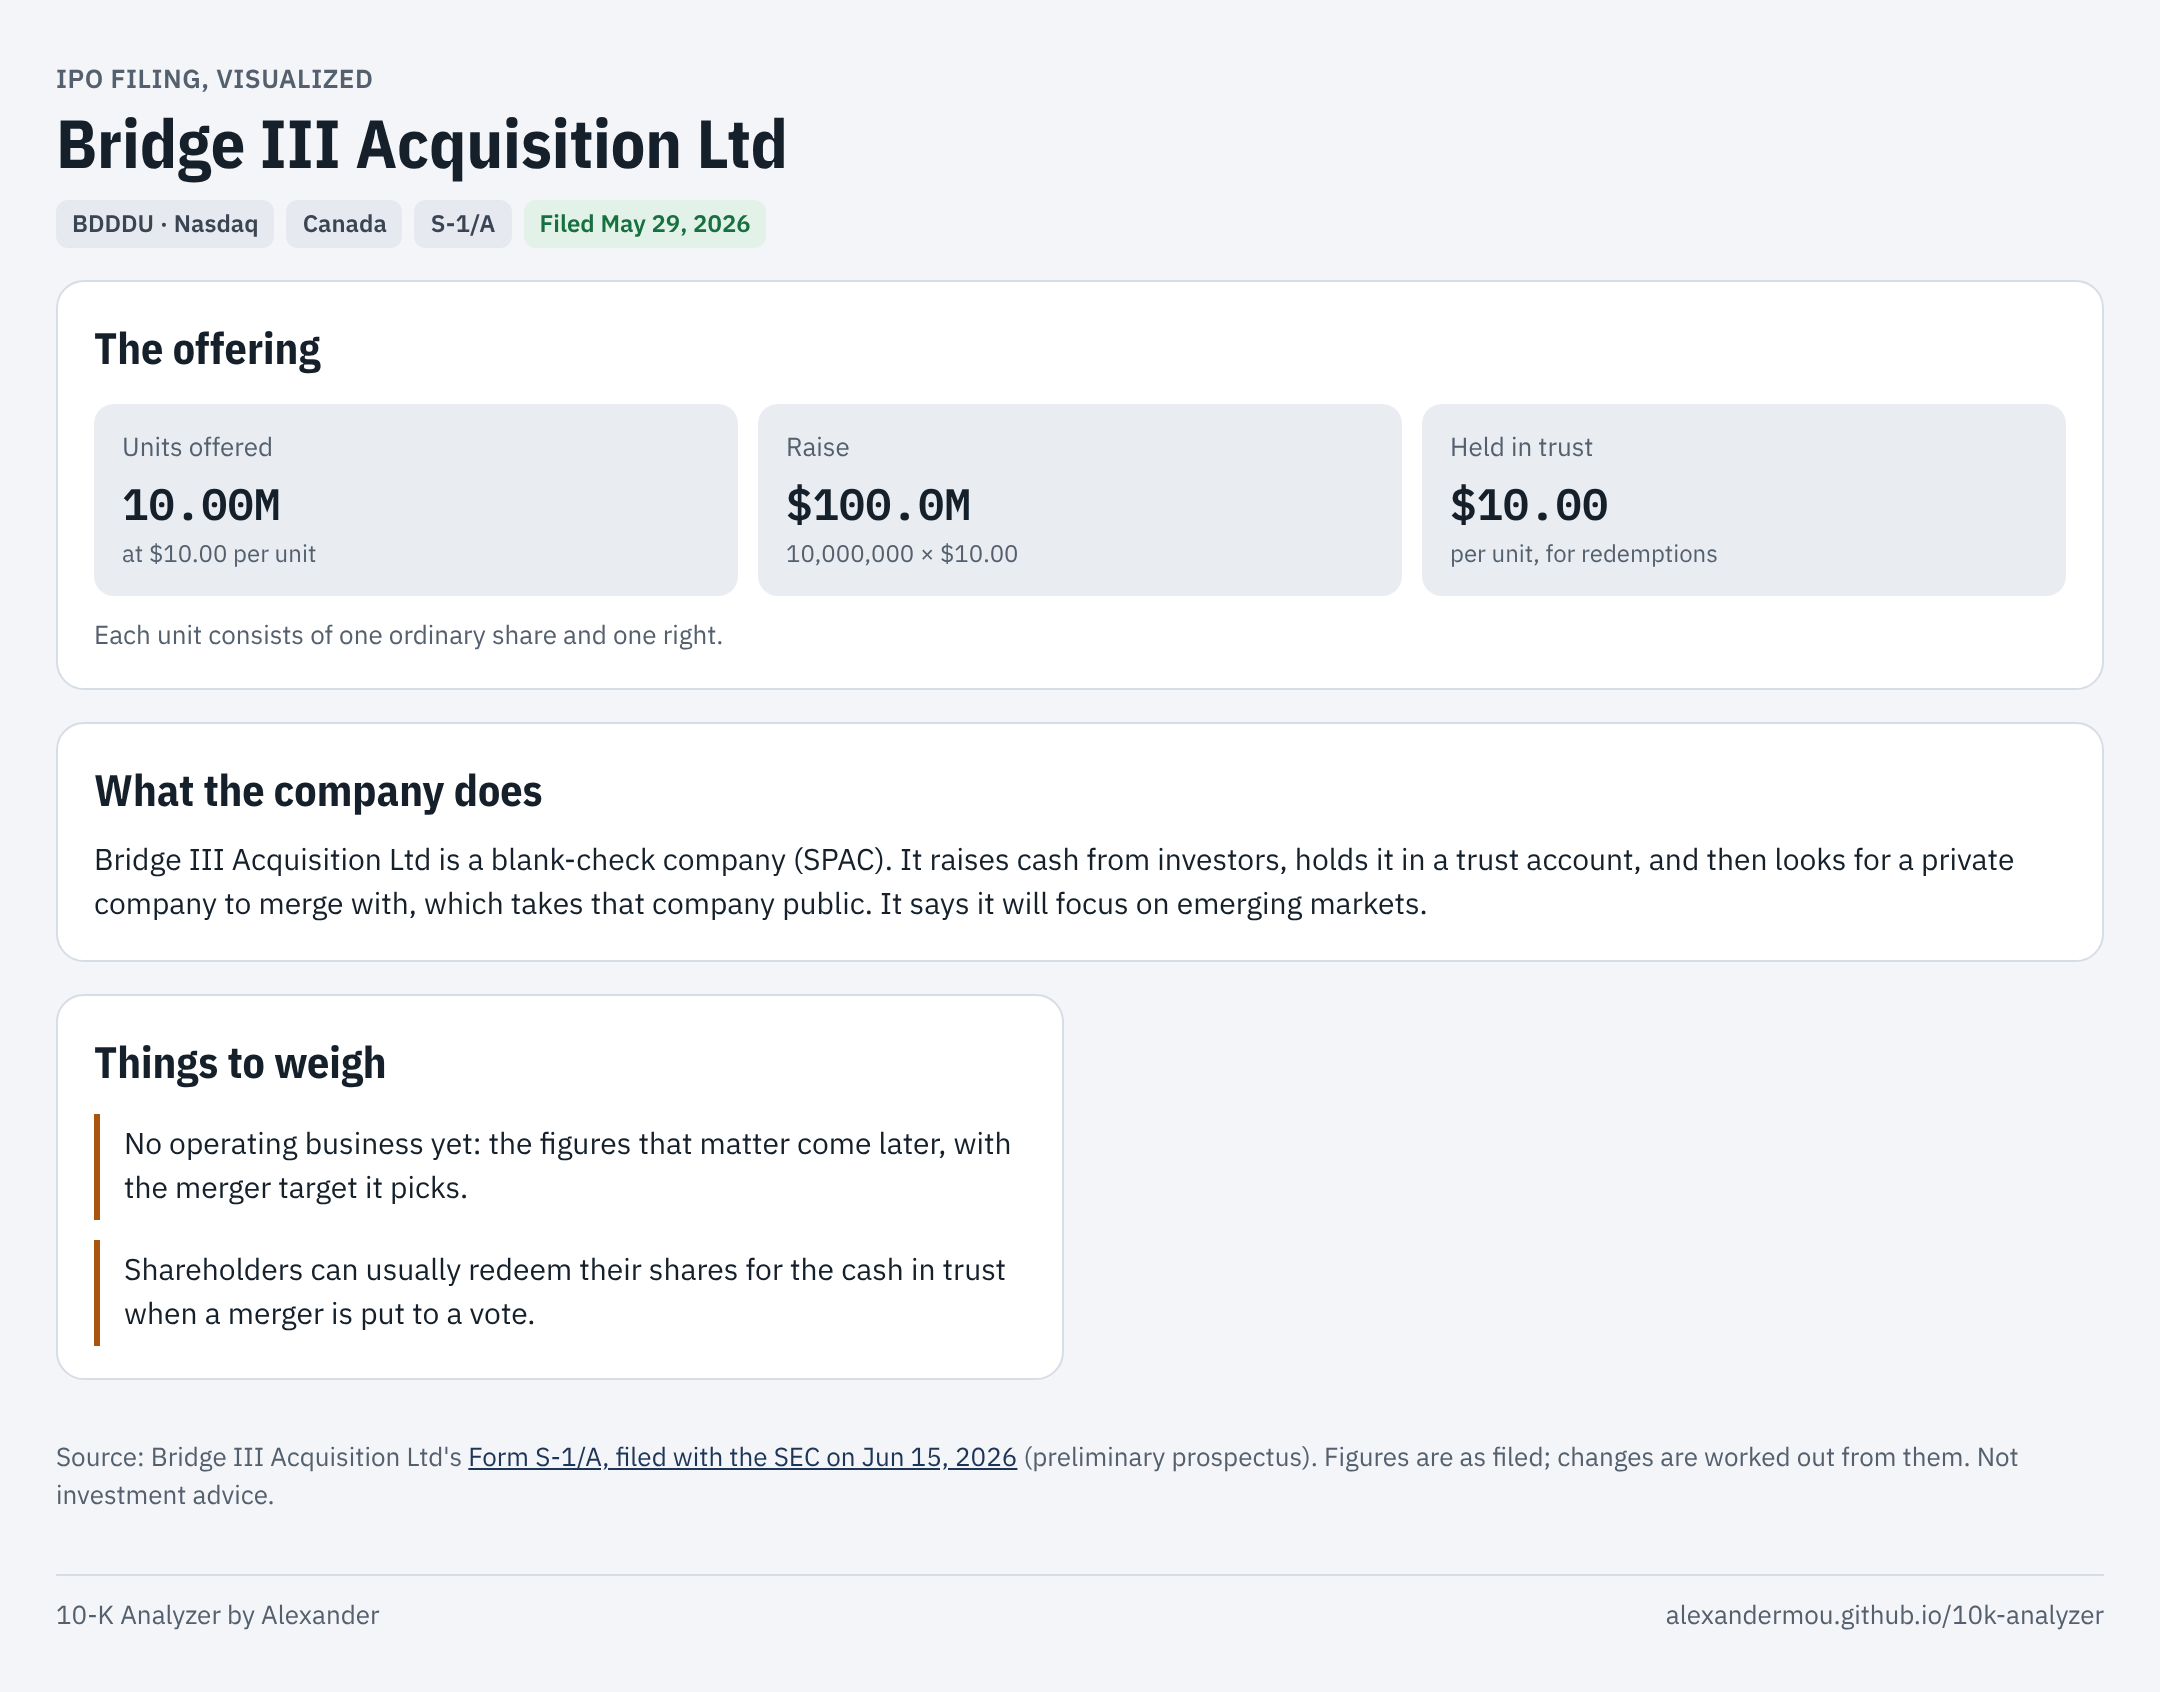 IPO FILING, VISUALIZED
Bridge III Acquisition Ltd
BDDDU · Nasdaq
Canada
S-1/A
Filed May 29, 2026
The offering
Units offered
10.00M
at $10.00 per unit
Raise
$100.0M
10,000,000 × $10.00
Held in trust
$10.00
per unit, for redemptions
Each unit consists of one ordinary share and one right.
What the company does
Bridge III Acquisition Ltd is a blank-check company (SPAC). It raises cash from investors, holds it in a trust account, and then looks for a private
company to merge with, which takes that company public. It says it will focus on emerging markets.
Things to weigh
No operating business yet: the figures that matter come later, with
the merger target it picks.
Shareholders can usually redeem their shares for the cash in trust
when a merger is put to a vote.
Source: Bridge III Acquisition Ltd's Form S-1/A, filed with the SEC on Jun 15, 2026 (preliminary prospectus). Figures are as filed; changes are worked out from them. Not
investment advice.
10-K Analyzer by Alexander
alexandermou.github.io/10k-analyzer